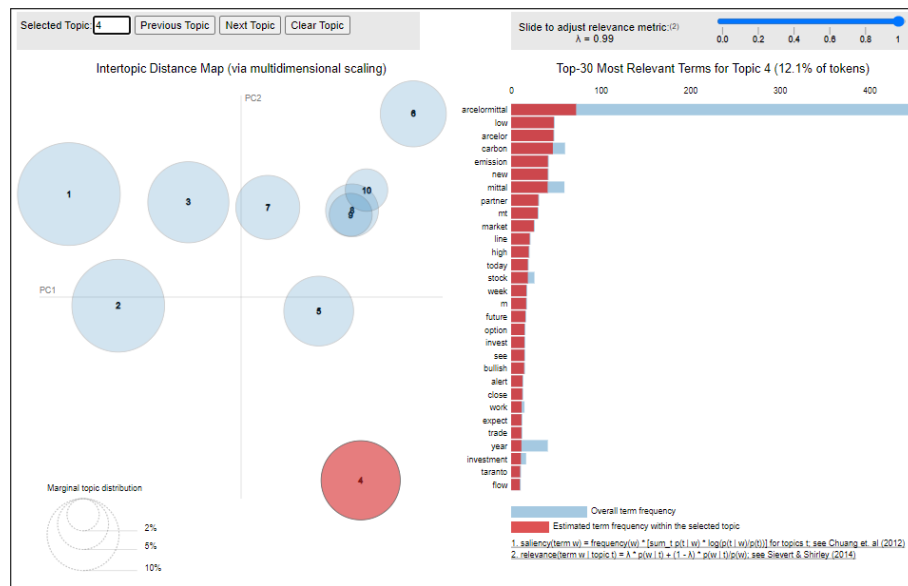 Selected Topic: 4 Previous Topic Next Topic Clear Topic
Slide to adjust relevance metric:(2)
λ = 0.99
0.0 0.2 0.4 0.6 0.8 1
Intertopic Distance Map (via multidimensional scaling)
PC2
PC1
6
1
3
7
10
8
9
2
5
4
Marginal topic distribution
2%
5%
10%
Top-30 Most Relevant Terms for Topic 4 (12.1% of tokens)
0 100 200 300 400
arcelormittal
low
arcelor
carbon
emission
new
mittal
partner
mt
market
line
high
today
stock
week
m
future
option
invest
see
bullish
alert
close
work
expect
trade
year
investment
taranto
flow
Overall term frequency
Estimated term frequency within the selected topic
1. saliency(term w) = frequency(w) * [sum_t p(t | w) * log(p(t | w)/p(t))] for topics t; see Chuang et. al (2012)
2. relevance(term w | topic t) = λ * p(w | t) + (1 - λ) * p(w | t)/p(w); see Sievert & Shirley (2014)